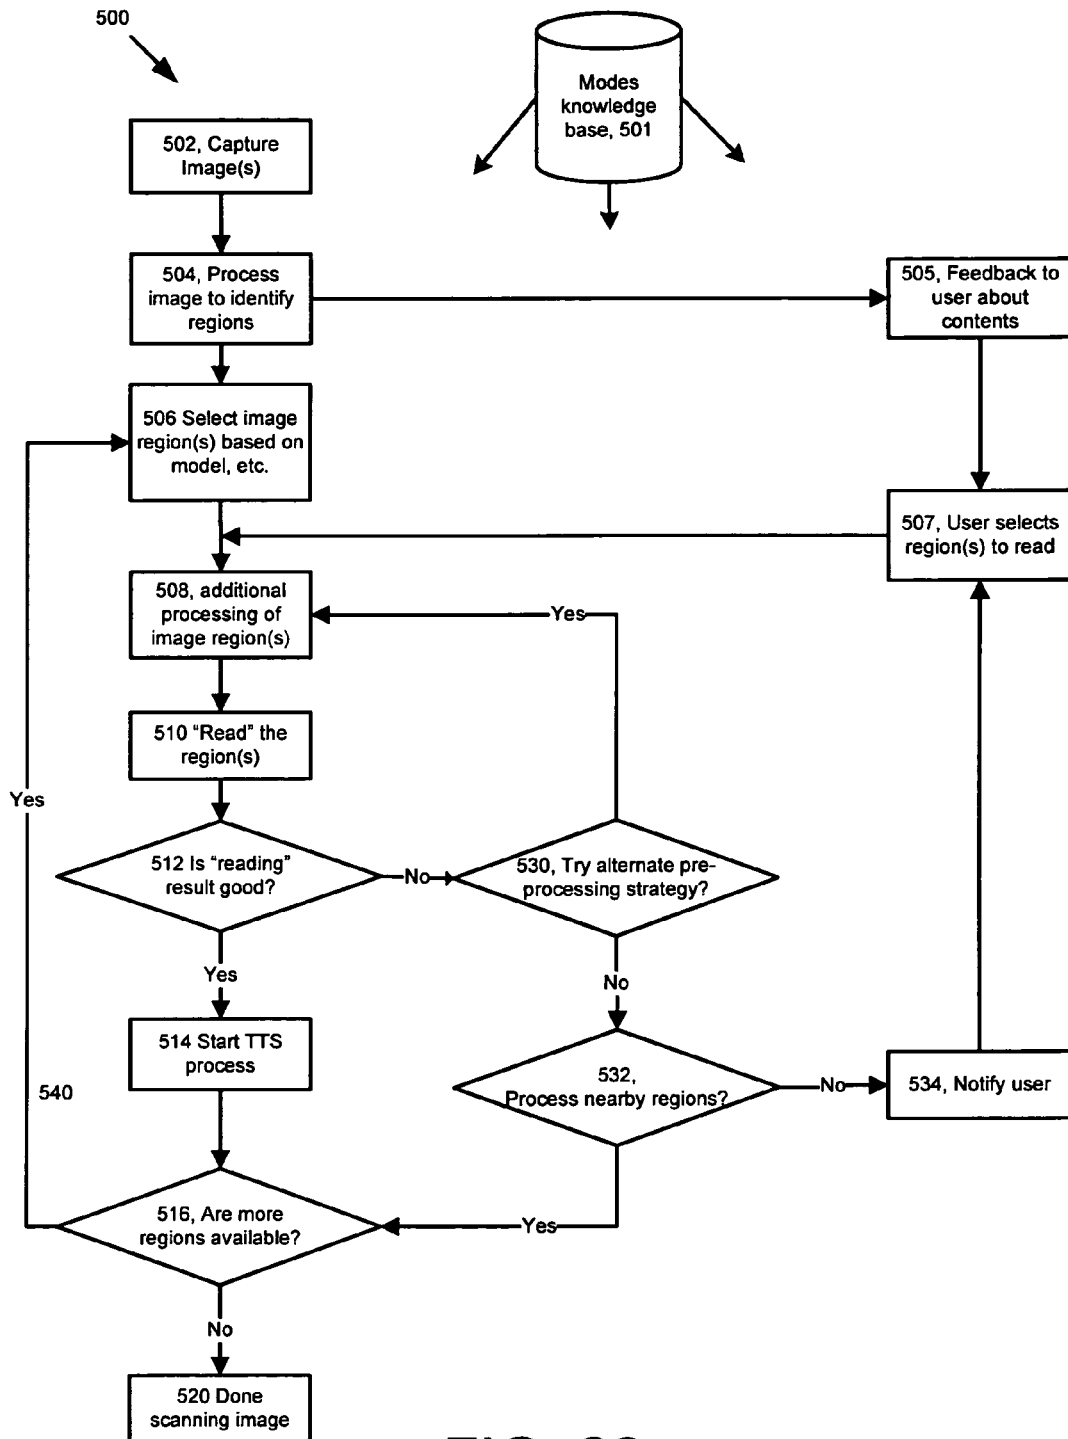 500
Modes
knowledge
base, 501
502, Capture
Image(s)
504, Process
image to identify
regions
505, Feedback to
user about
contents
506 Select image
region(s) based on
model, etc.
507, User selects
region(s) to read
508, additional
processing of
image region(s)
Yes
510 "Read" the
region(s)
Yes
512 Is "reading"
result good?
No
530, Try alternate pre-
processing strategy?
Yes
No
514 Start TTS
process
532,
Process nearby regions?
No
534, Notify user
540
516, Are more
regions available?
Yes
No
520 Done
scanning image